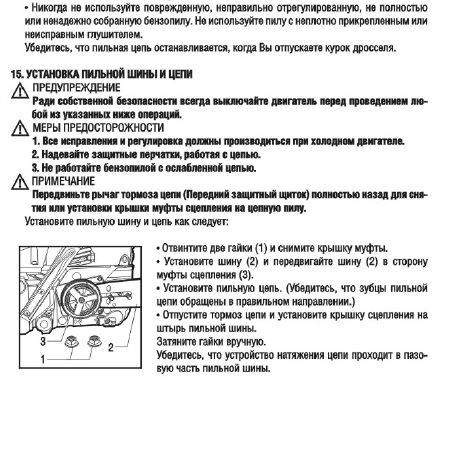 • Никогда не используйте поврежденную, неправильно отрегулированную, не полностью
или ненадежно собранную бензопилу. Не используйте пилу с неплотно прикрепленным или
неисправным глушителем.
Убедитесь, что пильная цепь останавливается, когда Вы отпускаете курок дросселя.
15. УСТАНОВКА ПИЛЬНОЙ ШИНЫ И ЦЕПИ
ПРЕДУПРЕЖДЕНИЕ
Ради собственной безопасности всегда выключайте двигатель перед проведением лю-
бой из указанных ниже операций.
МЕРЫ ПРЕДОСТОРОЖНОСТИ
1. Все исправления и регулировка должны производиться при холодном двигателе.
2. Надевайте защитные перчатки, работая с цепью.
3. Не работайте бензопилой с ослабленной цепью.
ПРИМЕЧАНИЕ
Передвиньте рычаг тормоза цепи (Передний защитный щиток) полностью назад для сня-
тия или установки крышки муфты сцепления на цепную пилу.
Установите пильную шину и цепь как следует:
• Отвинтите две гайки (1) и снимите крышку муфты.
• Установите шину (2) и передвигайте шину (2) в сторону
муфты сцепления (3).
• Установите пильную цепь. (Убедитесь, что зубцы пильной
цепи обращены в правильном направлении.)
• Отпустите тормоз цепи и установите крышку сцепления на
штырь пильной шины.
Затяните гайки вручную.
Убедитесь, что устройство натяжения цепи проходит в пазо-
вую часть пильной шины.
3
2
1